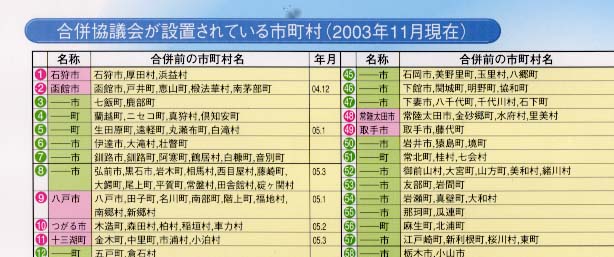 合併協議会が設置されている市町村(2003年11月現在)
名称 合併前の市町村名 年月
1 石狩市 石狩市,厚田村,浜益村
2 函館市 函館市,戸井町,恵山町,椴法華村,南茅部町 04.12
3 ──市 七飯町,鹿部町
4 ──町 蘭越町,ニセコ町,真狩村,倶知安町
5 ──町 生田原町,遠軽町,丸瀬布町,白滝村 05.1
6 ──市 伊達市,大滝村,壮瞥町
7 ──市 釧路市,釧路町,阿寒町,鶴居村,白糠町,音別町
8 ──市 弘前市,黒石市,岩木町,相馬村,西目屋村,藤崎町, 05.3
大鰐町,尾上町,平賀町,常盤村,田舎館村,碇ヶ関村
9 八戸市 八戸市,田子町,名川町,南部町,階上町,福地村, 05.1
南郷村,新郷村
10 つがる市 木造町,森田村,柏村,稲垣村,車力村 05.2
11 十三湖町 金木町,中里町,市浦村,小泊村 05.3
12 ──町 五戸町,倉石村
名称 合併前の市町村名
45 ──市 石岡市,美野里町,玉里村,八郷町
46 ──市 下館市,関城町,明野町,協和町
47 ──市 下妻市,八千代町,千代川村,石下町
48 常陸太田市 常陸太田市,金砂郷町,水府村,里美村
49 取手市 取手市,藤代町
50 ──市 岩井市,猿島町,境町
51 ──町 常北町,桂村,七会村
52 ──市 御前山村,大宮町,山方町,美和村,緒川村
53 ──市 友部町,岩間町
54 ──市 岩瀬町,真壁町,大和村
55 ──市 那珂町,瓜連町
56 ──市 麻生町,北浦町
57 ──市 江戸崎町,新利根町,桜川村,東町
58 ──市 栃木市,小山市